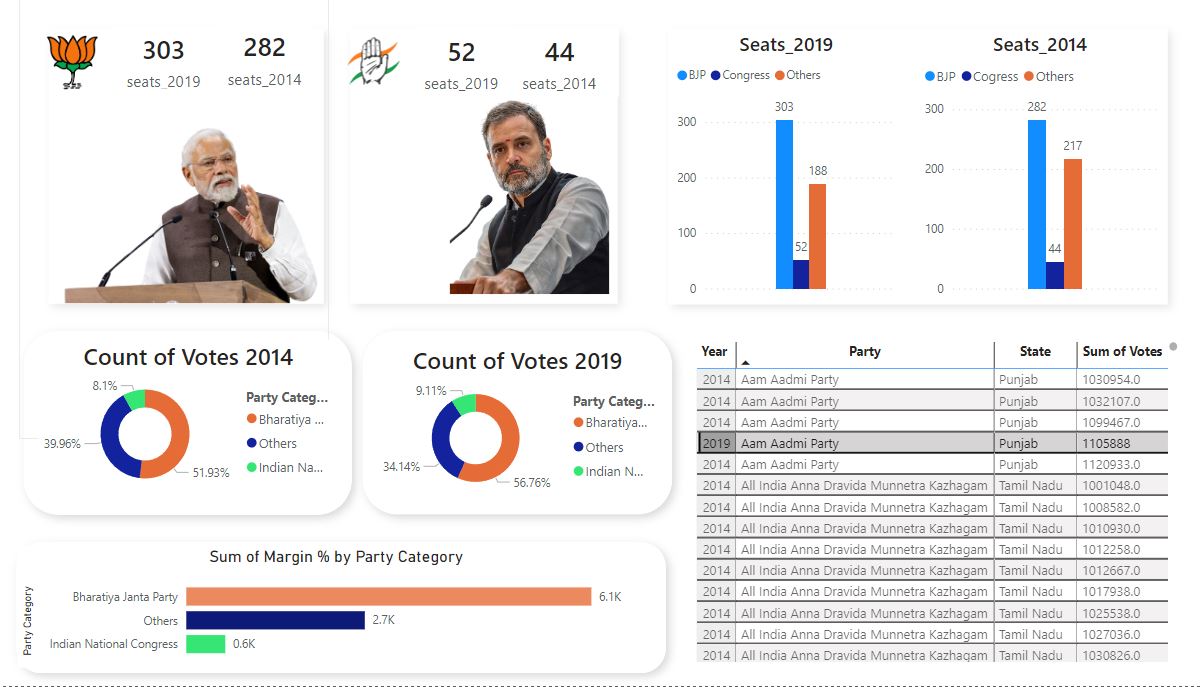 303
seats_2019
282
seats_2014
52
seats_2019
44
seats_2014
Seats_2019
BJP Congress Others
300
200
100
0
303
52
188
Seats_2014
BJP Cogress Others
300
200
100
0
282
44
217
Count of Votes 2014
8.1%
39.96%
51.93%
Party Categ...
Bharatiya ...
Others
Indian Na...
Count of Votes 2019
9.11%
34.14%
56.76%
Party Categ...
Bharatiya...
Others
Indian N...
Sum of Margin % by Party Category
Party Category
Bharatiya Janta Party 6.1K
Others 2.7K
Indian National Congress 0.6K
Year Party State Sum of Votes
2014 Aam Aadmi Party Punjab 1030954.0
2014 Aam Aadmi Party Punjab 1032107.0
2014 Aam Aadmi Party Punjab 1099467.0
2019 Aam Aadmi Party Punjab 1105888
2014 Aam Aadmi Party Punjab 1120933.0
2014 All India Anna Dravida Munnetra Kazhagam Tamil Nadu 1001048.0
2014 All India Anna Dravida Munnetra Kazhagam Tamil Nadu 1008582.0
2014 All India Anna Dravida Munnetra Kazhagam Tamil Nadu 1010930.0
2014 All India Anna Dravida Munnetra Kazhagam Tamil Nadu 1012258.0
2014 All India Anna Dravida Munnetra Kazhagam Tamil Nadu 1012667.0
2014 All India Anna Dravida Munnetra Kazhagam Tamil Nadu 1017938.0
2014 All India Anna Dravida Munnetra Kazhagam Tamil Nadu 1025538.0
2014 All India Anna Dravida Munnetra Kazhagam Tamil Nadu 1027036.0
2014 All India Anna Dravida Munnetra Kazhagam Tamil Nadu 1030826.0